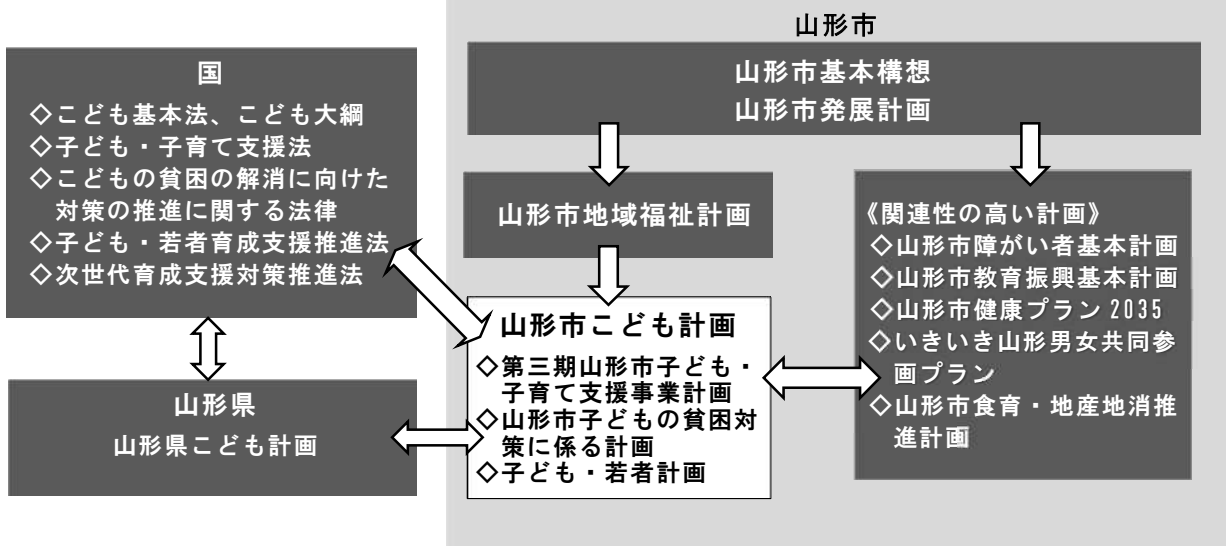 国
◇こども基本法、こども大綱
◇子ども・子育て支援法
◇こどもの貧困の解消に向けた
対策の推進に関する法律
◇子ども・若者育成支援推進法
◇次世代育成支援対策推進法
山形県
山形県こども計画
山形市
山形市基本構想
山形市発展計画
山形市地域福祉計画
山形市こども計画
◇第三期山形市子ども・
子育て支援事業計画
◇山形市子どもの貧困対
策に係る計画
◇子ども・若者計画
《関連性の高い計画》
◇山形市障がい者基本計画
◇山形市教育振興基本計画
◇山形市健康プラン2035
◇いきいき山形男女共同参
画プラン
◇山形市食育・地産地消推
進計画